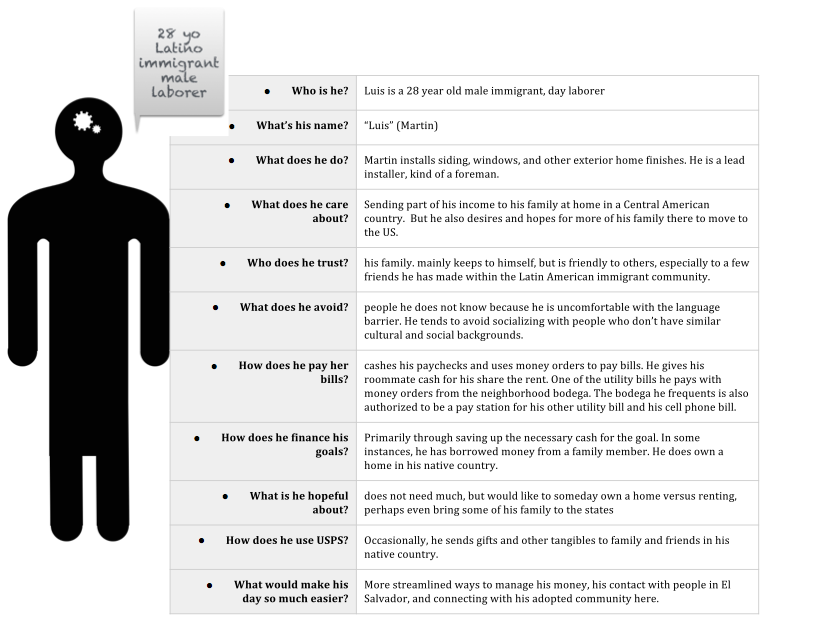 28 yo
Latino
immigrant
male
laborer
• Who is he?
Luis is a 28 year old male immigrant, day laborer
• What's his name?
“Luis” (Martin)
• What does he do?
Martin installs siding, windows, and other exterior home finishes. He is a lead
installer, kind of a foreman.
• What does he care
about?
Sending part of his income to his family at home in a Central American
country.  But he also desires and hopes for more of his family there to move to
the US.
• Who does he trust?
his family. mainly keeps to himself, but is friendly to others, especially to a few
friends he has made within the Latin American immigrant community.
• What does he avoid?
people he does not know because he is uncomfortable with the language
barrier. He tends to avoid socializing with people who don't have similar
cultural and social backgrounds.
• How does he pay her
bills?
cashes his paychecks and uses money orders to pay bills. He gives his
roommate cash for his share the rent. One of the utility bills he pays with
money orders from the neighborhood bodega. The bodega he frequents is also
authorized to be a pay station for his other utility bill and his cell phone bill.
• How does he finance his
goals?
Primarily through saving up the necessary cash for the goal. In some
instances, he has borrowed money from a family member. He does own a
home in his native country.
• What is he hopeful
about?
does not need much, but would like to someday own a home versus renting,
perhaps even bring some of his family to the states
• How does he use USPS?
Occasionally, he sends gifts and other tangibles to family and friends in his
native country.
• What would make his
day so much easier?
More streamlined ways to manage his money, his contact with people in El
Salvador, and connecting with his adopted community here.